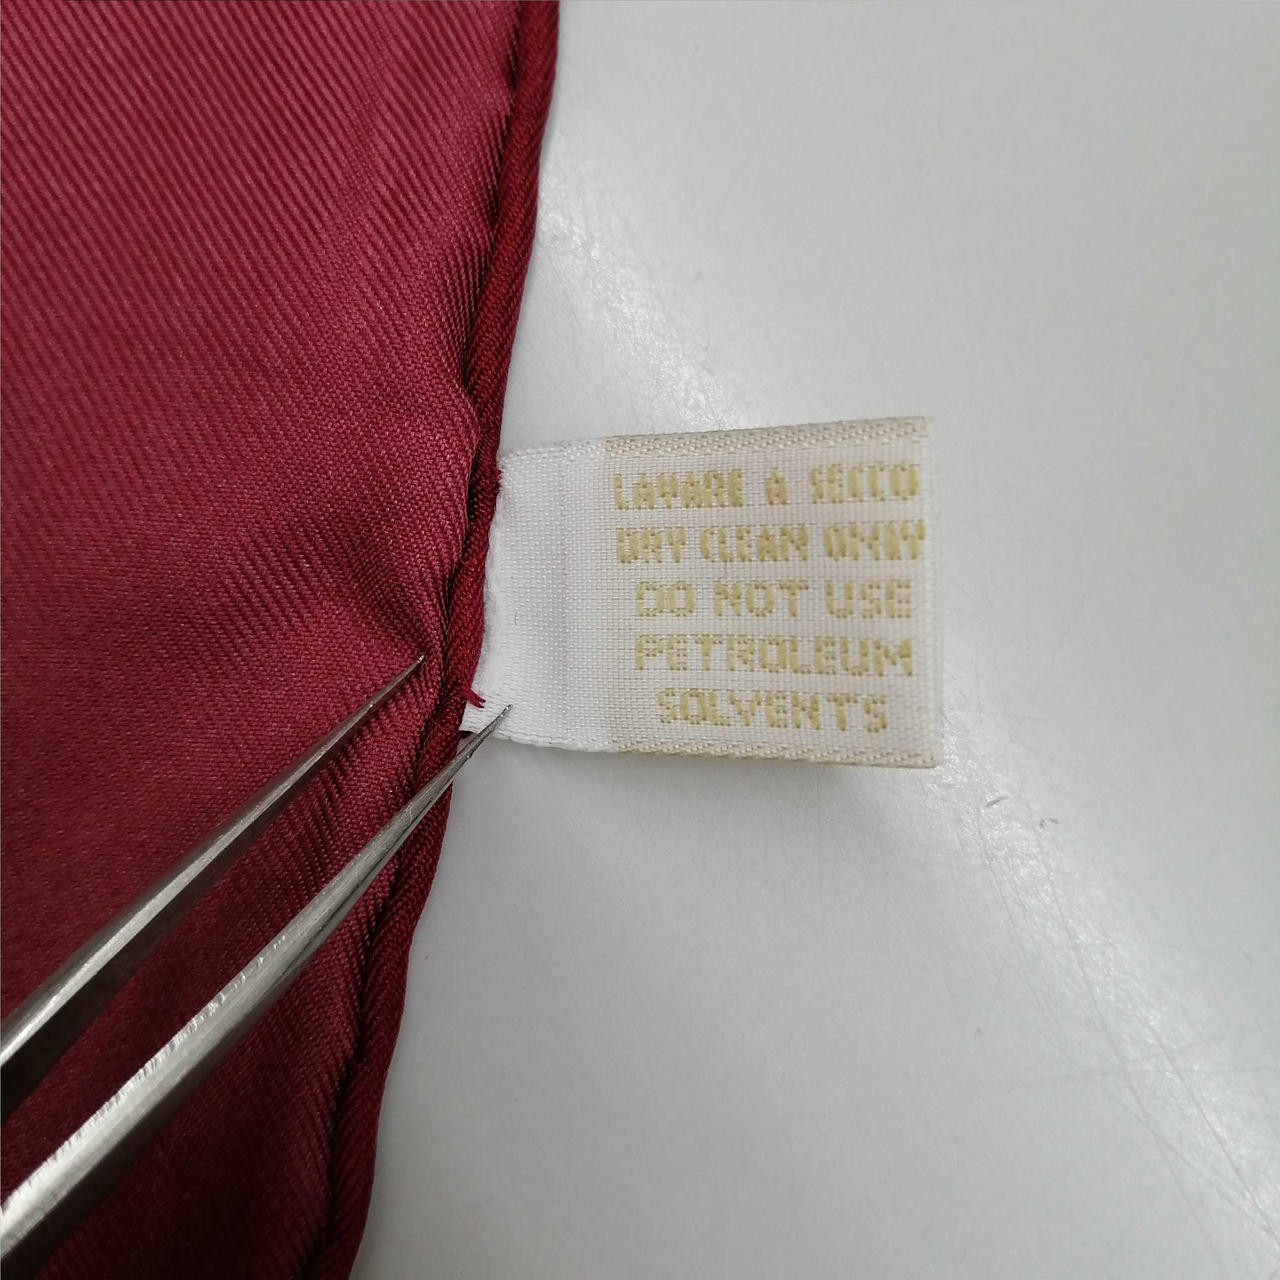 LAVARE A SECCO
DRY CLEAN ONLY
DO NOT USE
PETROLEUM
SOLVENTS